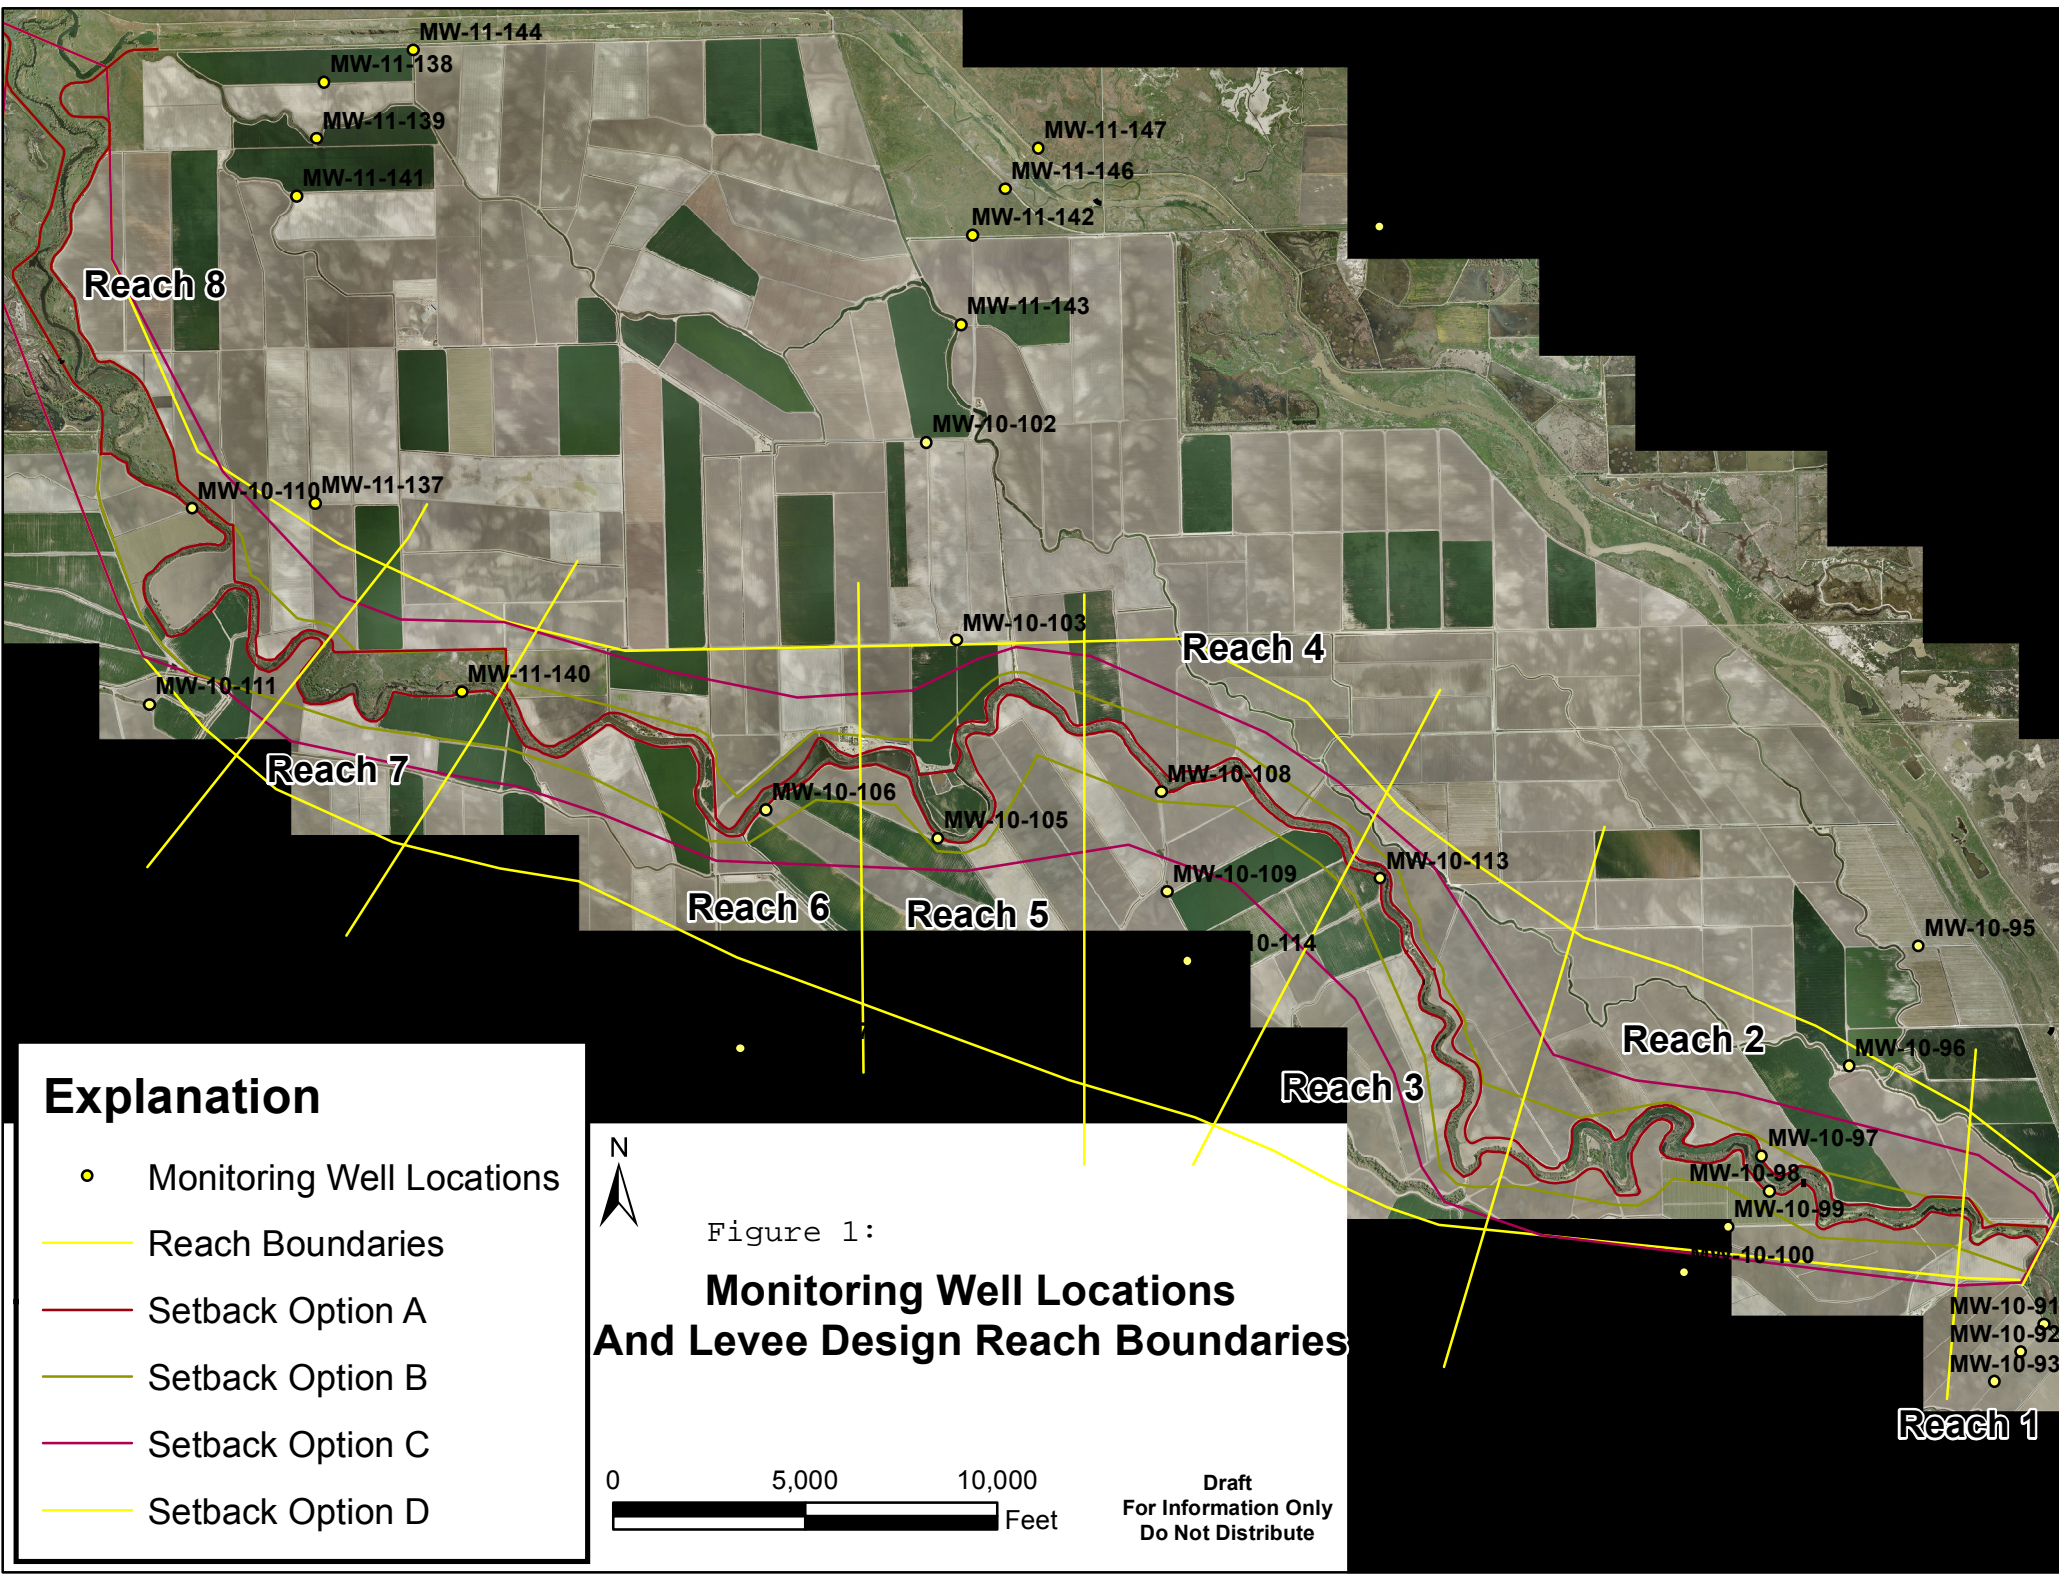 MW-11-144
MW-11-138
MW-11-139
MW-11-147
MW-11-146
MW-11-141
MW-11-142
Reach 8
MW-11-143
MW-10-102
MW-10-110
MW-11-137
MW-10-103
Reach 4
MW-11-140
MW-10-111
Reach 7
MW-10-108
MW-10-106
MW-10-105
MW-10-113
MW-10-109
Reach 6
Reach 5
MW-10-95
10-114
Reach 2
MW-10-96
Reach 3
MW-10-97
MW-10-98
MW-10-99
MW-10-100
MW-10-91
MW-10-92
MW-10-93
Reach 1
Explanation
Monitoring Well Locations
Reach Boundaries
Setback Option A
Setback Option B
Setback Option C
Setback Option D
N
Figure 1:
Monitoring Well Locations
And Levee Design Reach Boundaries
0 5,000 10,000
Feet
Draft
For Information Only
Do Not Distribute